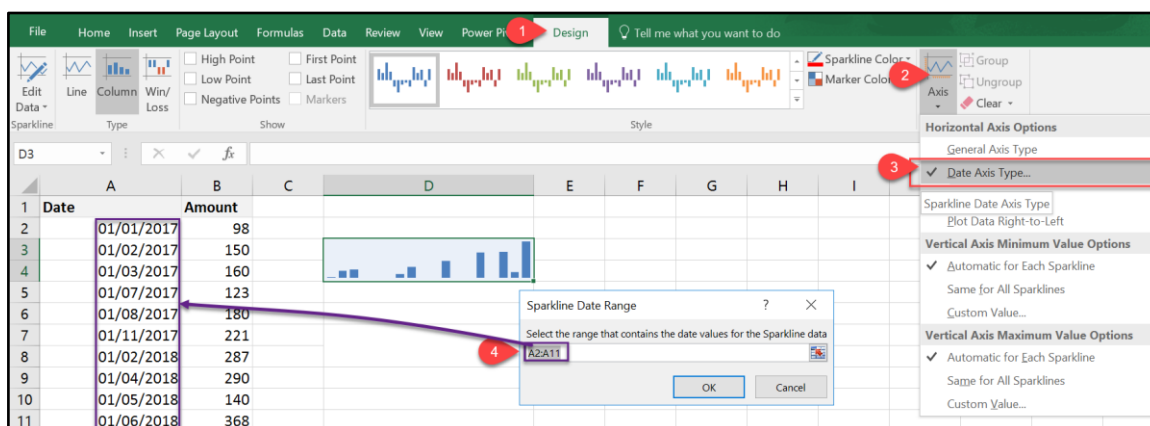 File Home Insert Page Layout Formulas Data Review View Power Design Tell me what you want to do
1
Edit Data Line Column Win/Loss
High Point First Point
Low Point Last Point
Negative Points Markers
Sparkline Type Show Style
Sparkline Color
Marker Color
2
Axis
Group
Ungroup
Clear
Horizontal Axis Options
General Axis Type
3
Date Axis Type...
Sparkline Date Axis Type
Plot Data Right-to-Left
Vertical Axis Minimum Value Options
Automatic for Each Sparkline
Same for All Sparklines
Custom Value...
Vertical Axis Maximum Value Options
Automatic for Each Sparkline
Same for All Sparklines
Custom Value...
D3 fx
A B C D E F G H I
1 Date Amount
2 01/01/2017 98
3 01/02/2017 150
4 01/03/2017 160
5 01/07/2017 123
6 01/08/2017 180
7 01/11/2017 221
8 01/02/2018 287
9 01/04/2018 290
10 01/05/2018 140
11 01/06/2018 368
Sparkline Date Range ?
Select the range that contains the date values for the Sparkline data
4 A2:A11
OK Cancel